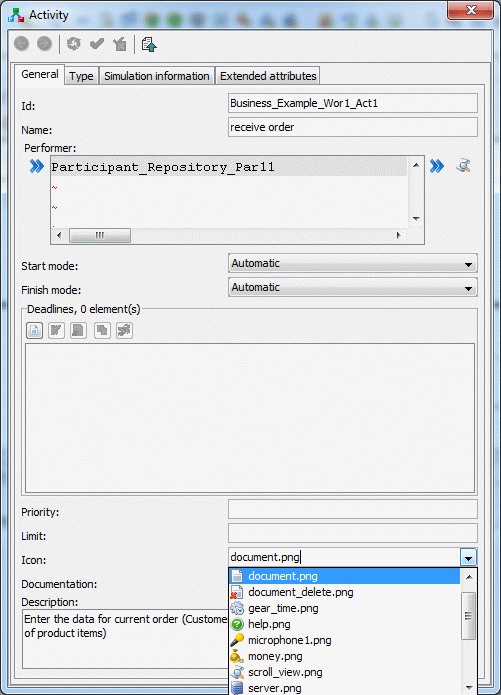 Activity
General Type Simulation information Extended attributes
Id: Business_Example_Wor1_Act1
Name: receive order
Performer:
Participant_Repository_Par11
~
~
Start mode: Automatic
Finish mode: Automatic
Deadlines, 0 element(s)
Priority:
Limit:
Icon: document.png
document.png
Documentation: document_delete.png
Description: gear_time.png
Enter the data for current order (Custome help.png
of product items) microphone1.png
money.png
scroll_view.png
server.png